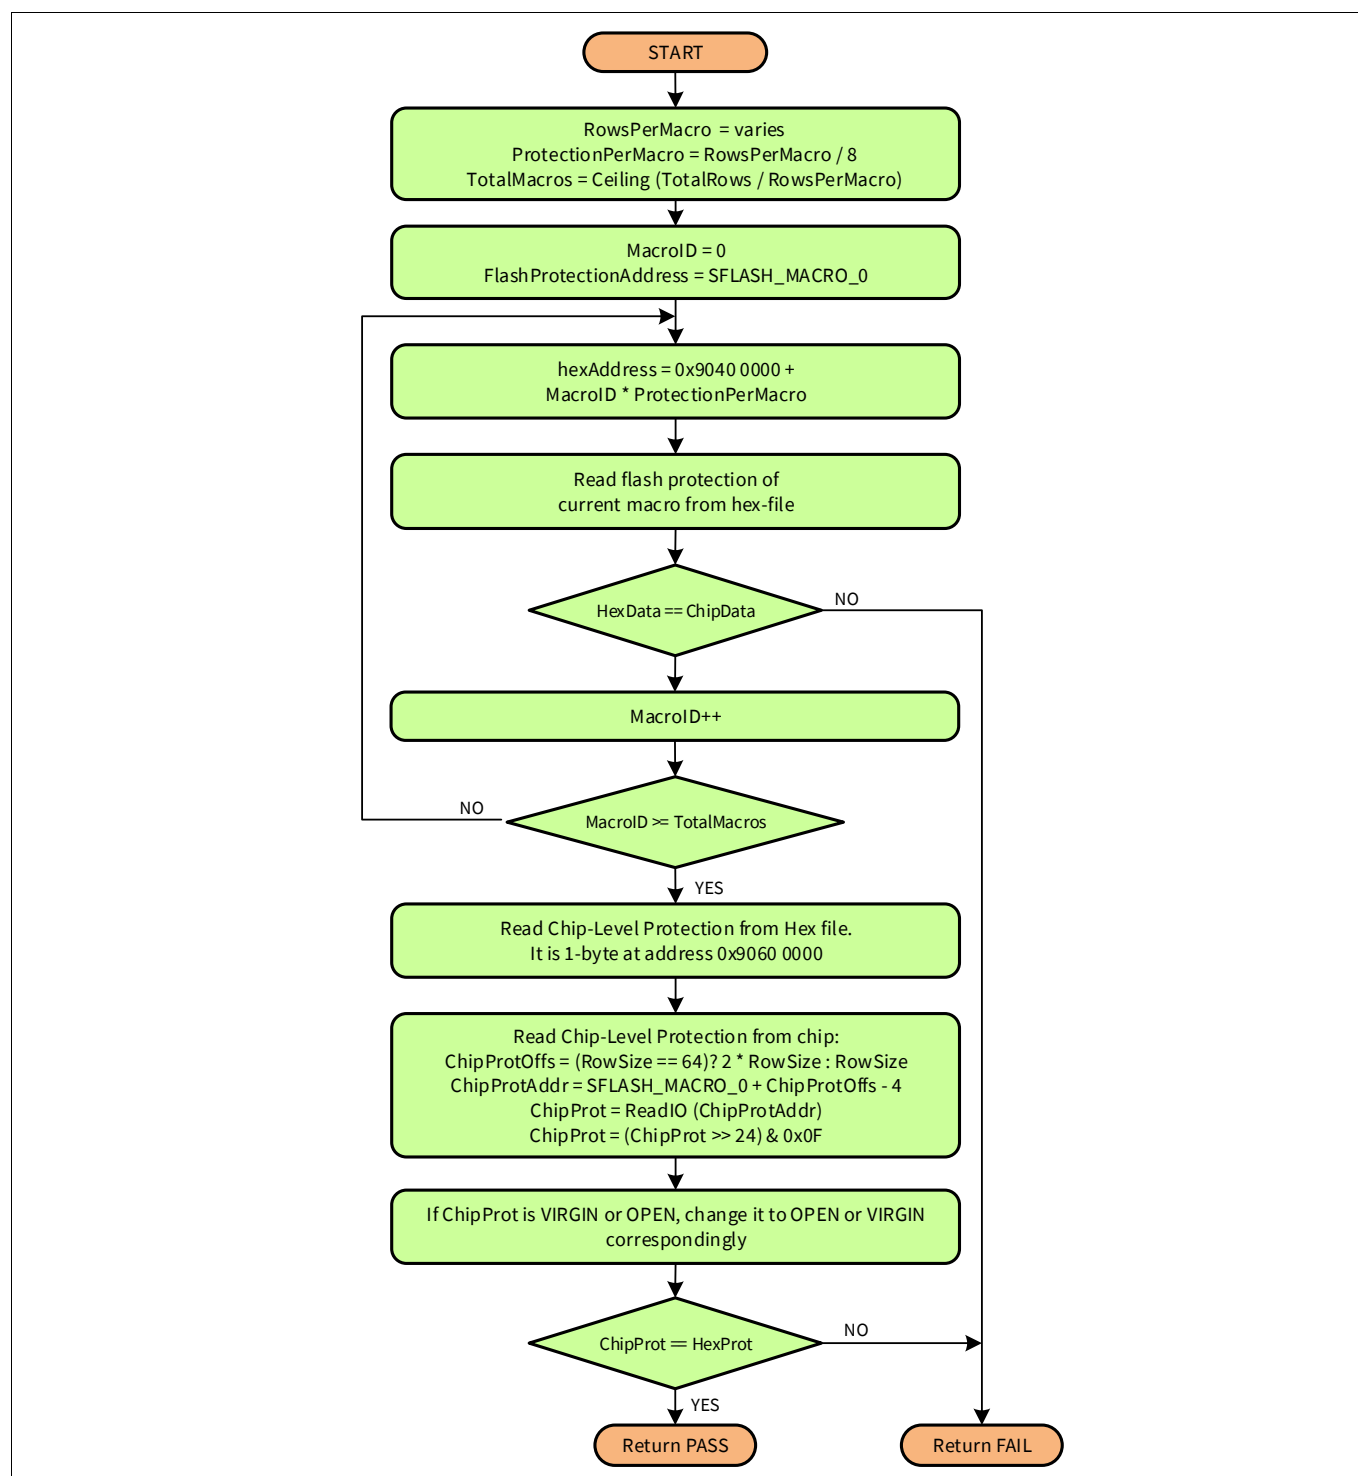 START
RowsPerMacro = varies
ProtectionPerMacro = RowsPerMacro / 8
TotalMacros = Ceiling (TotalRows / RowsPerMacro)
MacroID = 0
FlashProtectionAddress = SFLASH_MACRO_0
hexAddress = 0x9040 0000 +
MacroID * ProtectionPerMacro
Read flash protection of
current macro from hex-file
HexData == ChipData
NO
MacroID++
NO
MacroID >= TotalMacros
YES
Read Chip-Level Protection from Hex file.
It is 1-byte at address 0x9060 0000
Read Chip-Level Protection from chip:
ChipProtOffs = (RowSize == 64)? 2 * RowSize : RowSize
ChipProtAddr = SFLASH_MACRO_0 + ChipProtOffs - 4
ChipProt = ReadIO (ChipProtAddr)
ChipProt = (ChipProt >> 24) & 0x0F
If ChipProt is VIRGIN or OPEN, change it to OPEN or VIRGIN
correspondingly
ChipProt == HexProt
NO
YES
Return PASS
Return FAIL